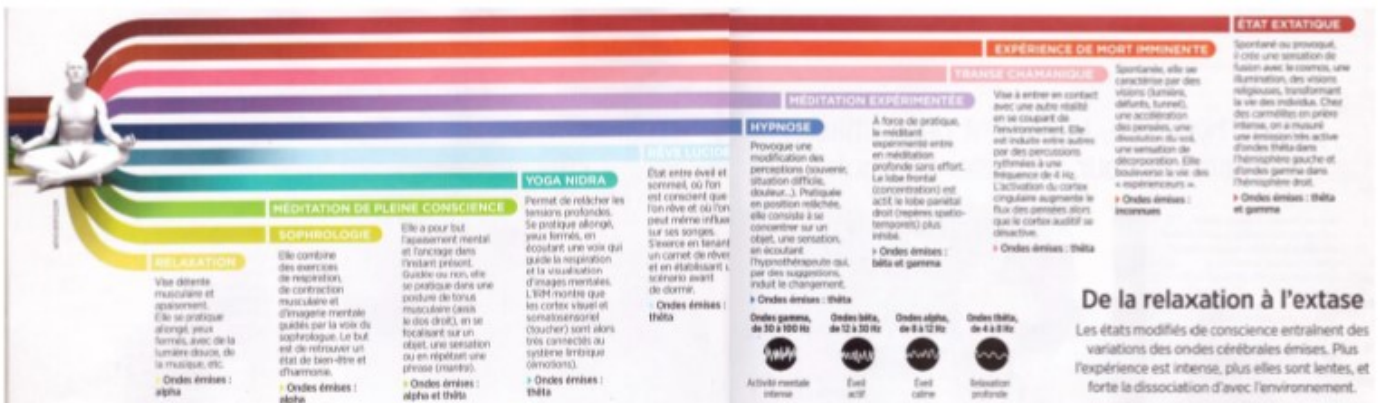 RELAXATION
Vise détente
musculaire et
apaisement.
Elle se pratique
allongé, yeux
fermés, avec de la
lumière douce, de
la musique, etc.
Ondes émises :
alpha
SOPHROLOGIE
Elle combine
des exercices
de respiration,
de contraction
musculaire et
d'imagerie mentale
guidés par la voix du
sophrologue. Le but
est de retrouver un
état de bien-être et
d'harmonie.
Ondes émises :
alpha
MÉDITATION DE PLEINE CONSCIENCE
Elle a pour but
l'apaisement mental
et l'ancrage dans
l'instant présent.
Guidée ou non, elle
se pratique dans une
posture de tonus
musculaire (assis
le dos droit), en se
focalisant sur un
objet, une sensation
ou en répétant une
phrase (mantra).
Ondes émises :
alpha et thêta
YOGA NIDRA
Permet de relâcher les
tensions profondes.
Se pratique allongé,
yeux fermés, en
écoutant une voix qui
guide la respiration
et la visualisation
d'images mentales.
L'IRM montre que
les cortex visuel et
somatosensoriel
(toucher) sont alors
très connectés au
système limbique
(émotions).
Ondes émises :
thêta
RÊVE LUCIDE
État entre éveil et
sommeil, où l'on
est conscient que
l'on rêve et où l'on
peut même influer
sur ses songes.
S'exerce en tenant
un carnet de rêves
et en établissant
scénario avant
de dormir.
Ondes émises :
thêta
HYPNOSE
Provoque une
modification des
perceptions (souvenir,
situation difficile,
douleur...). Pratiquée
en position relâchée,
elle consiste à se
concentrer sur un
objet, une sensation,
en écoutant
l'hypnothérapeute qui,
par des suggestions,
induit le changement.
Ondes émises : thêta
MÉDITATION EXPÉRIMENTÉE
À force de pratique,
le méditant
expérimenté entre
en méditation
profonde sans effort.
Le lobe frontal
(concentration) est
actif, le lobe pariétal
droit (repères spatio-
temporels) plus
inhibé.
Ondes émises :
bêta et gamma
TRANSE CHAMANIQUE
Vise à entrer en contact
avec une autre réalité
en se coupant de
l'environnement. Elle
est induite entre autres
par des percussions
rythmées à une
fréquence de 4 Hz.
L'activation du cortex
cingulaire augmente le
flux des pensées alors
que le cortex auditif se
désactive.
Ondes émises : thêta
EXPÉRIENCE DE MORT IMMINENTE
Spontanée, elle se
caractérise par des
visions (lumière,
défunts, tunnel),
une accélération
des pensées, une
dissolution du soi,
une sensation de
décorporation. Elle
bouleverse la vie des
« expérienceurs ».
Ondes émises :
inconnues
ÉTAT EXTATIQUE
Spontané ou provoqué,
il crée une sensation de
fusion avec le cosmos, une
illumination, des visions
religieuses, transformant
la vie des individus. Chez
des carmélites en prière
intense, on a mesuré
une émission très active
d'ondes thêta dans
l'hémisphère gauche et
d'ondes gamma dans
l'hémisphère droit.
Ondes émises : thêta
et gamma
Ondes gamma,
de 30 à 100 Hz
Activité mentale
intense
Ondes bêta,
de 12 à 30 Hz
Éveil
actif
Ondes alpha,
de 8 à 12 Hz
Éveil
calme
Ondes thêta,
de 4 à 8 Hz
Relaxation
profonde
De la relaxation à l'extase
Les états modifiés de conscience entraînent des
variations des ondes cérébrales émises. Plus
l'expérience est intense, plus elles sont lentes, et
forte la dissociation d'avec l'environnement.